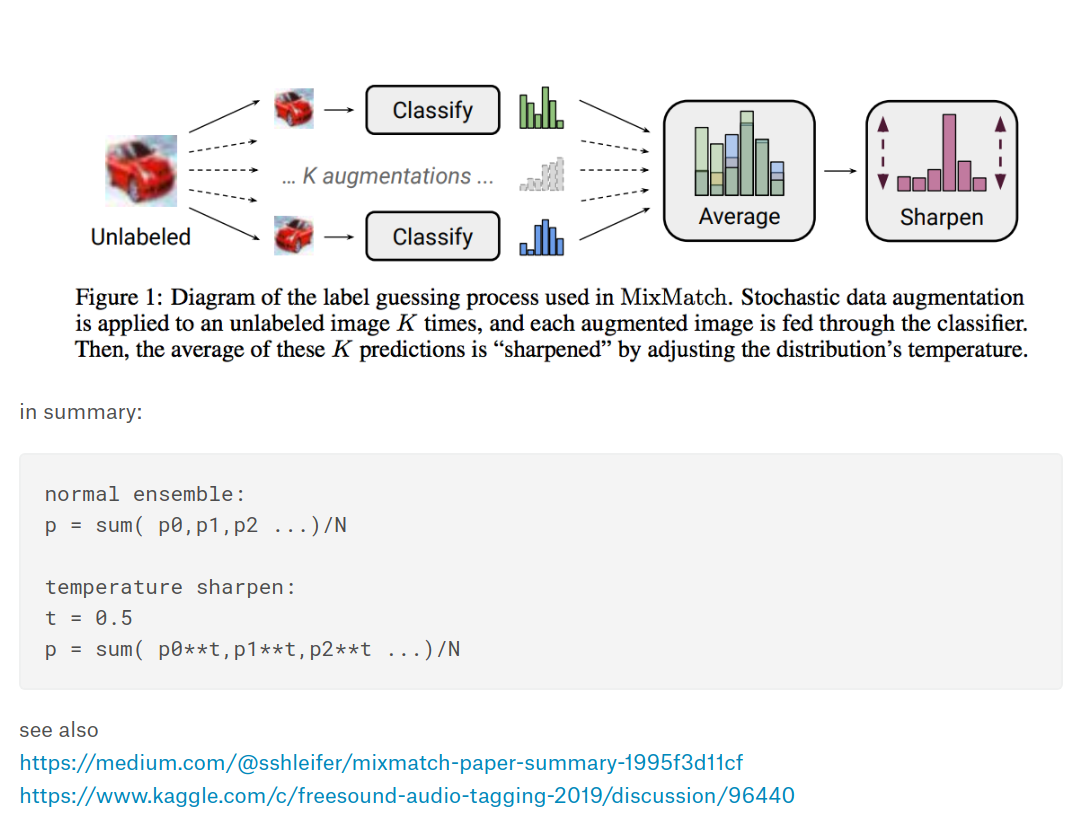 Classify
... K augmentations ...
Unlabeled
Classify
Average
Sharpen
Figure 1: Diagram of the label guessing process used in MixMatch. Stochastic data augmentation
is applied to an unlabeled image K times, and each augmented image is fed through the classifier.
Then, the average of these K predictions is “sharpened” by adjusting the distribution’s temperature.
in summary:
normal ensemble:
p = sum( p0,p1,p2 ...)/N
temperature sharpen:
t = 0.5
p = sum( p0**t,p1**t,p2**t ...)/N
see also
https://medium.com/@sshleifer/mixmatch-paper-summary-1995f3d11cf
https://www.kaggle.com/c/freesound-audio-tagging-2019/discussion/96440